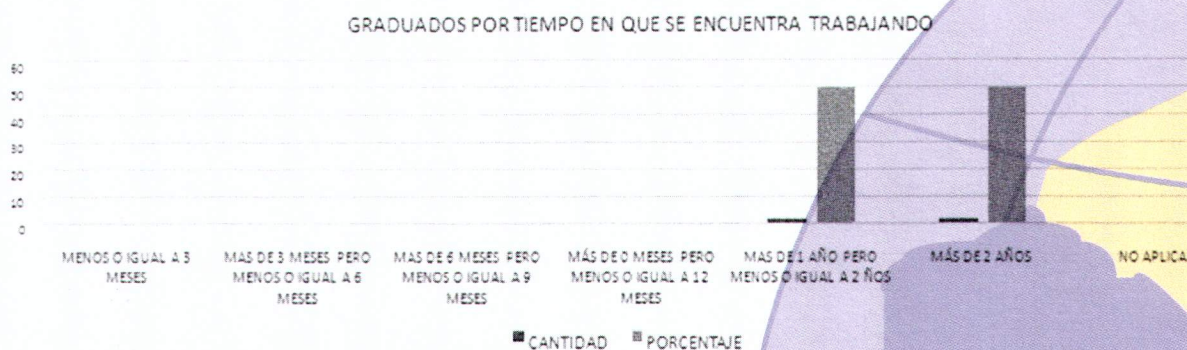 GRADUADOS POR TIEMPO EN QUE SE ENCUENTRA TRABAJANDO
60
50
40
30
20
10
0
MENOS O IGUAL A 3
MESES
MAS DE 3 MESES PERO
MENOS O IGUAL A 6
MESES
MAS DE 6 MESES PERO
MENOS O IGUAL A 9
MESES
MÁS DE 0 MESES PERO
MENOS O IGUAL A 12
MESES
MAS DE 1 AÑO PERO
MENOS O IGUAL A 2 ÑOS
MÁS DE 2 AÑOS
NO APLICA
CANTIDAD PORCENTAJE